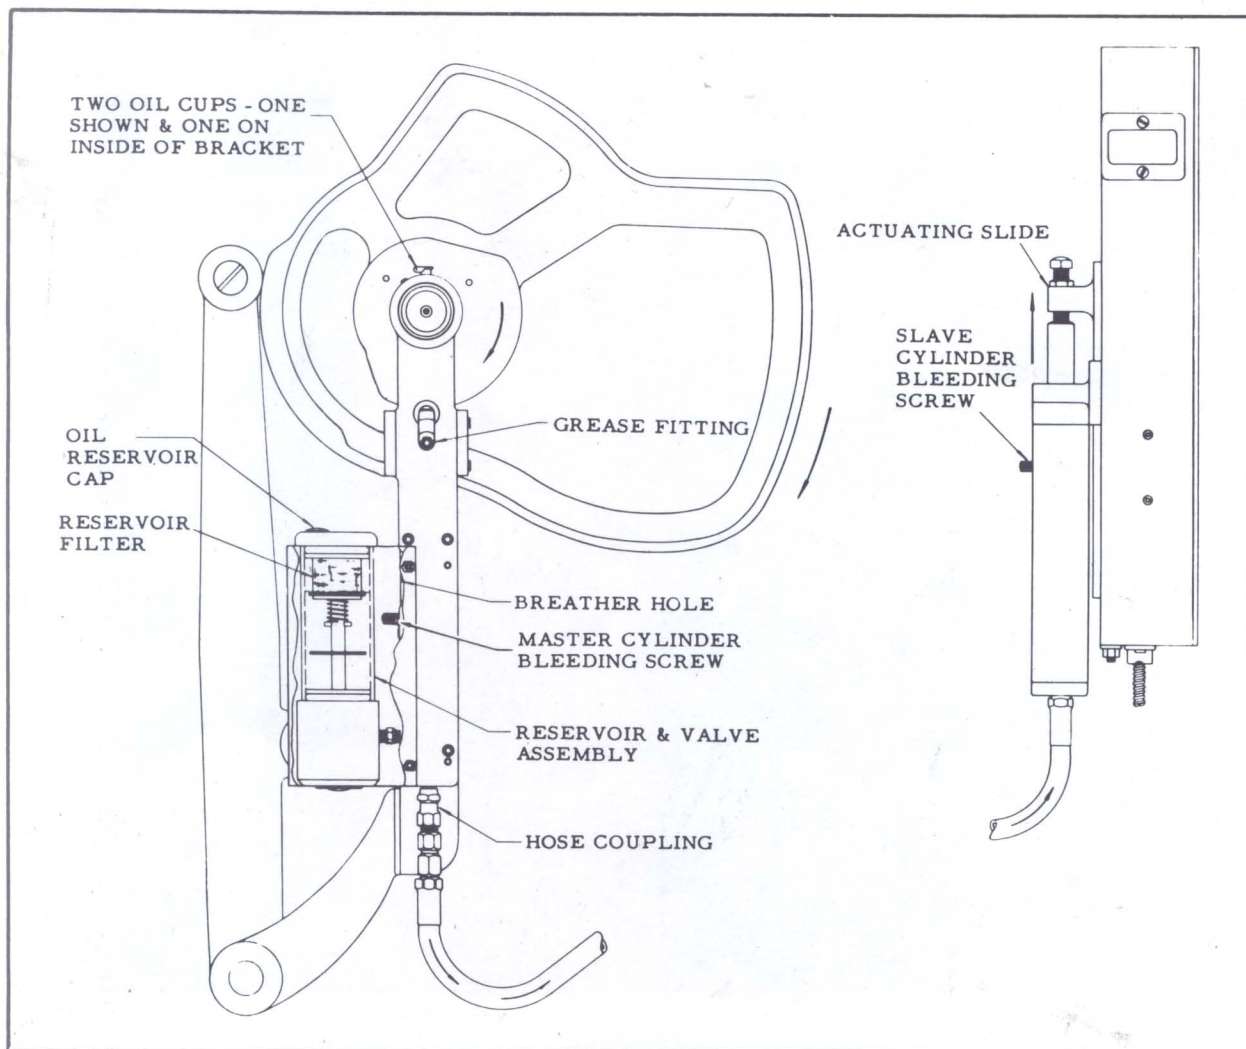 TWO OIL CUPS - ONE
SHOWN & ONE ON
INSIDE OF BRACKET
ACTUATING SLIDE
SLAVE
CYLINDER
BLEEDING
SCREW
GREASE FITTING
OIL
RESERVOIR
CAP
RESERVOIR
FILTER
BREATHER HOLE
MASTER CYLINDER
BLEEDING SCREW
RESERVOIR & VALVE
ASSEMBLY
HOSE COUPLING